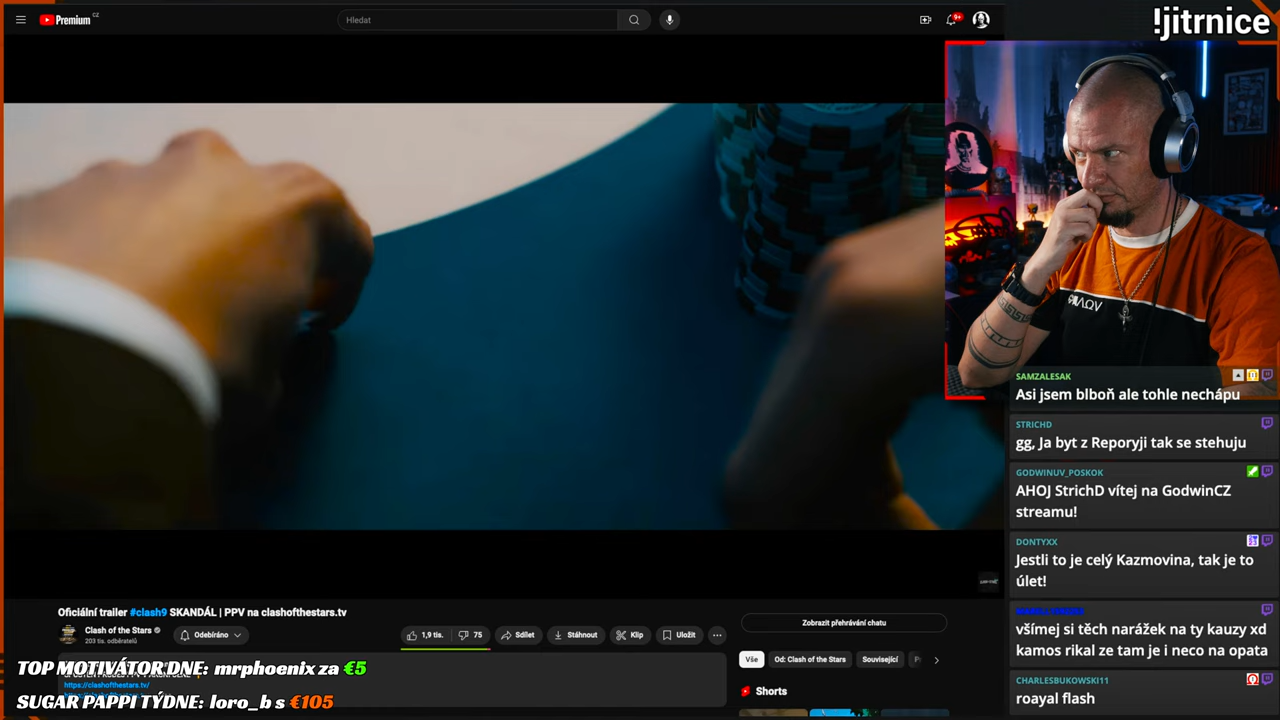 Premium CZ
Hledat
9+
!jitrnice
SAMZALESAK
Asi jsem blboň ale tohle nechápu
STRICHD
gg, Ja byt z Reporyji tak se stehuju
GODWINUV_POSKOK
AHOJ StrichD vítej na GodwinCZ
streamu!
DONTYXX
Jestli to je celý Kazmovina, tak je to
úlet!
všímej si těch narážek na ty kauzy xd
kamos rikal ze tam je i neco na opata
CHARLESBUKOWSKI11
roayal flash
Oficiální trailer #clash9 SKANDÁL | PPV na clashofthestars.tv
Clash of the Stars
203 tis. odběratelů
Odebíráno
1,9 tis.
75
Sdílet
Stáhnout
Klip
Uložit
Zobrazit přehrávání chatu
Vše
Od: Clash of the Stars
Související
Shorts
https://clashofthestars.tv/
TOP MOTIVÁTOR DNE: mrphoenix za €5
SUGAR PAPPI TÝDNE: loro_b s €105